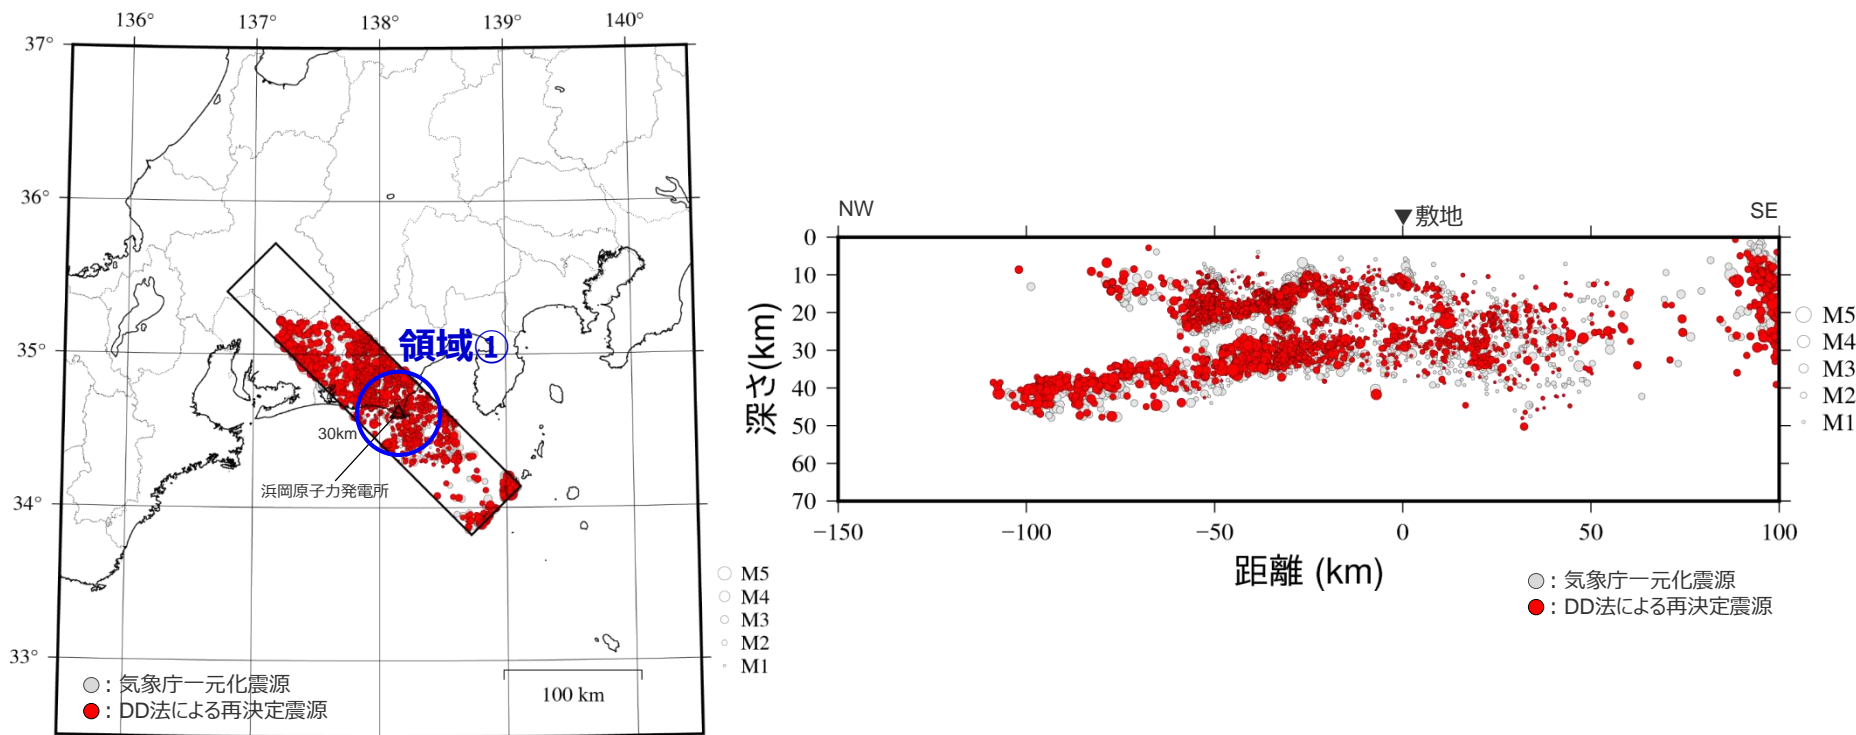 136°
137°
138°
139°
140°
37°
36°
35°
34°
33°
領域①
30km
浜岡原子力発電所
M5
M4
M3
M2
M1
100 km
：気象庁一元化震源
：DD法による再決定震源
NW
▼敷地
SE
0
10
20
30
40
50
60
70
深さ(km)
−150
−100
−50
0
50
100
距離 (km)
M5
M4
M3
M2
M1
：気象庁一元化震源
：DD法による再決定震源